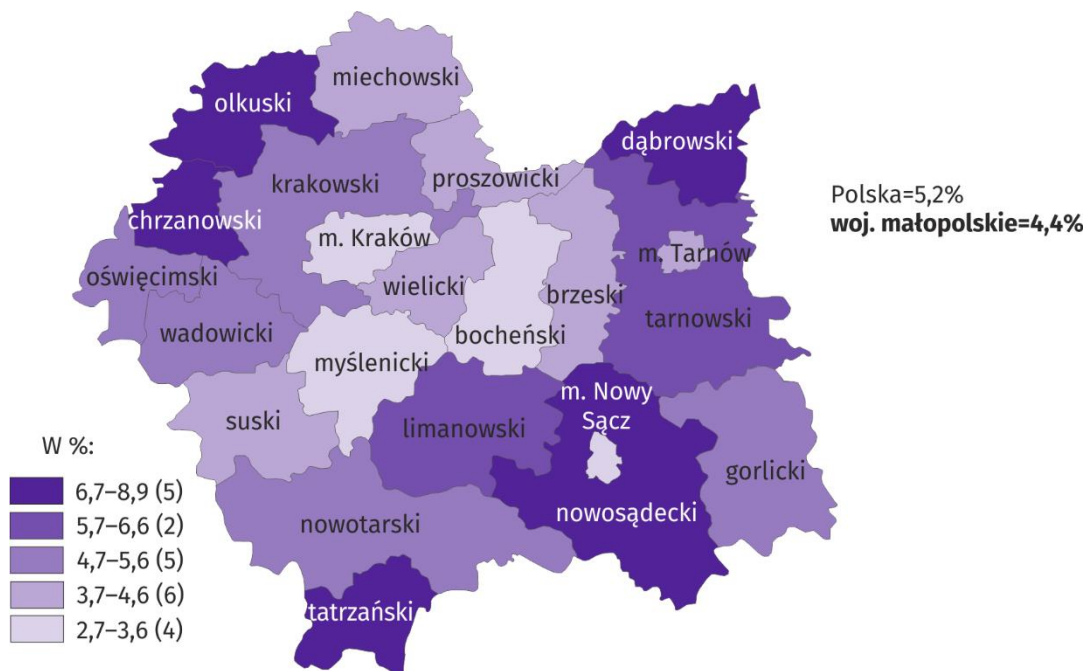 miechowski
olkuski
dąbrowski
krakowski
proszowicki
Polska=5,2%
woj. małopolskie=4,4%
chrzanowski
m. Kraków
m. Tarnów
oświęcimski
wielicki
brzeski
wadowicki
bocheński
tarnowski
myślenicki
m. Nowy
Sącz
suski
limanowski
gorlicki
nowosądecki
nowotarski
tatrzański
W %:
6,7–8,9 (5)
5,7–6,6 (2)
4,7–5,6 (5)
3,7–4,6 (6)
2,7–3,6 (4)